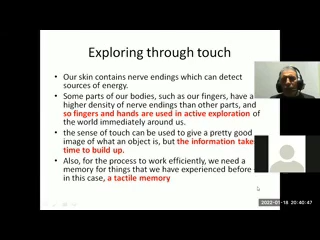 Exploring through touch
• Our skin contains nerve endings which can detect
sources of energy.
• Some parts of our bodies, such as our fingers, have a
higher density of nerve endings than other parts, and
so fingers and hands are used in active exploration of
the world immediately around us.
• the sense of touch can be used to give a pretty good
image of what an object is, but the information take
time to build up.
• Also, for the process to work efficiently, we need a
memory for things that we have experienced before
in this case, a tactile memory
2022-01-18 20:40:47